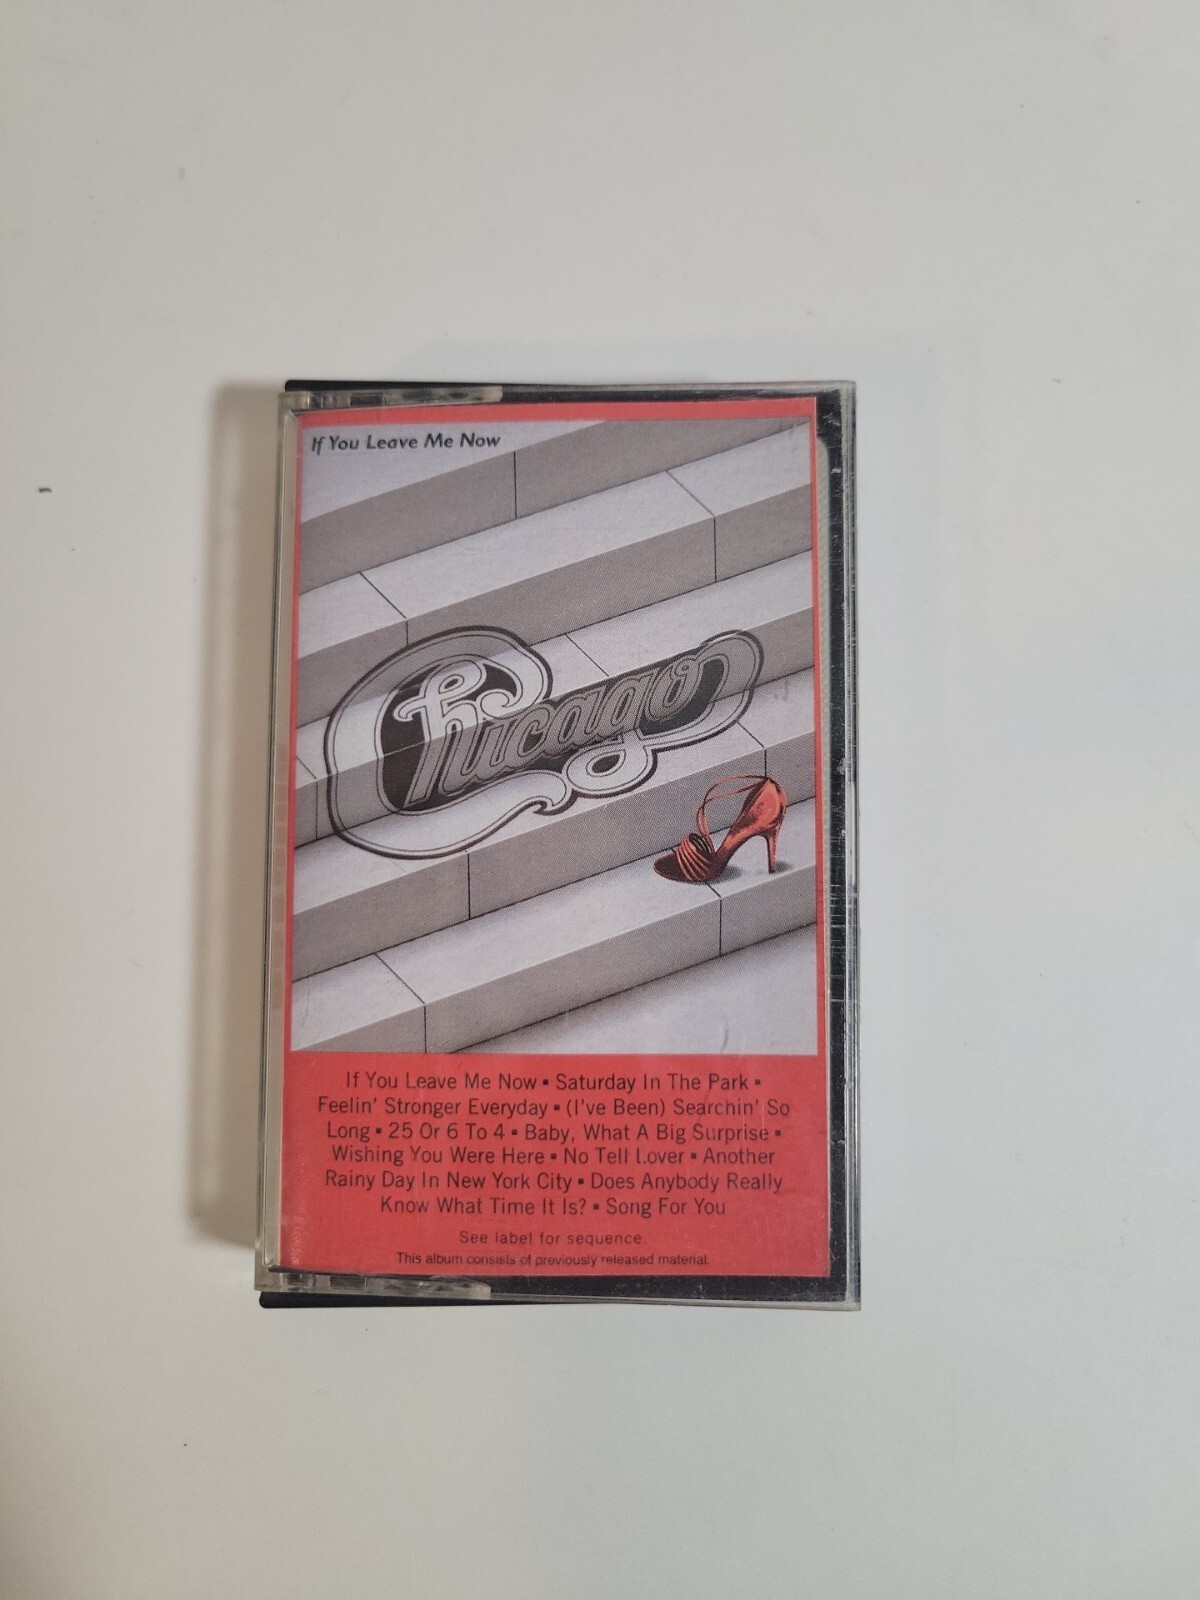 If You Leave Me Now
Chicago
If You Leave Me Now ▪ Saturday In The Park ▪
Feelin' Stronger Everyday ▪ (I've Been) Searchin' So
Long ▪ 25 Or 6 To 4 ▪ Baby, What A Big Surprise ▪
Wishing You Were Here ▪ No Tell Lover ▪ Another
Rainy Day In New York City ▪ Does Anybody Really
Know What Time It Is? ▪ Song For You
See label for sequence.
This album consists of previously released material.